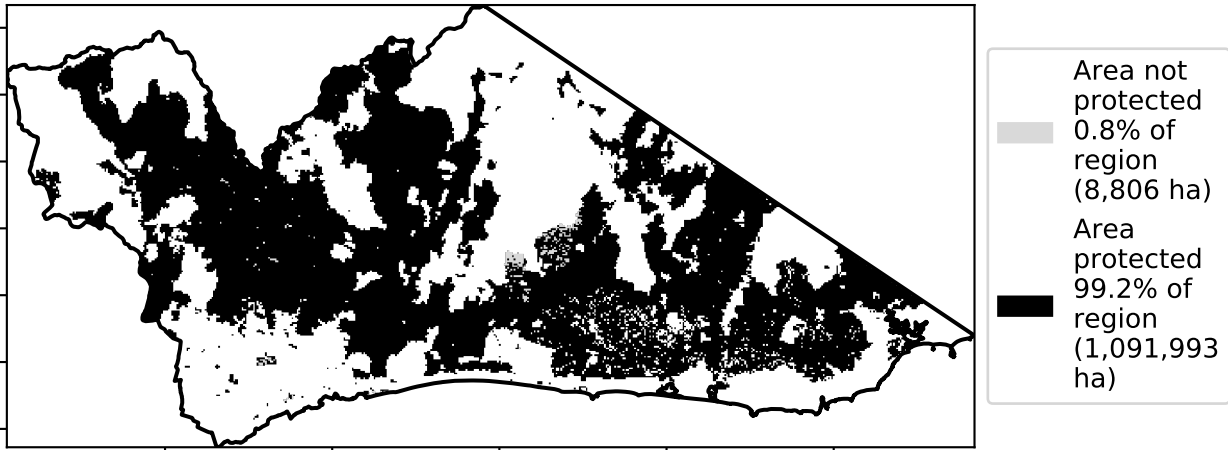 Area not
protected
0.8% of
region
(8,806 ha)
Area
protected
99.2% of
region
(1,091,993
ha)